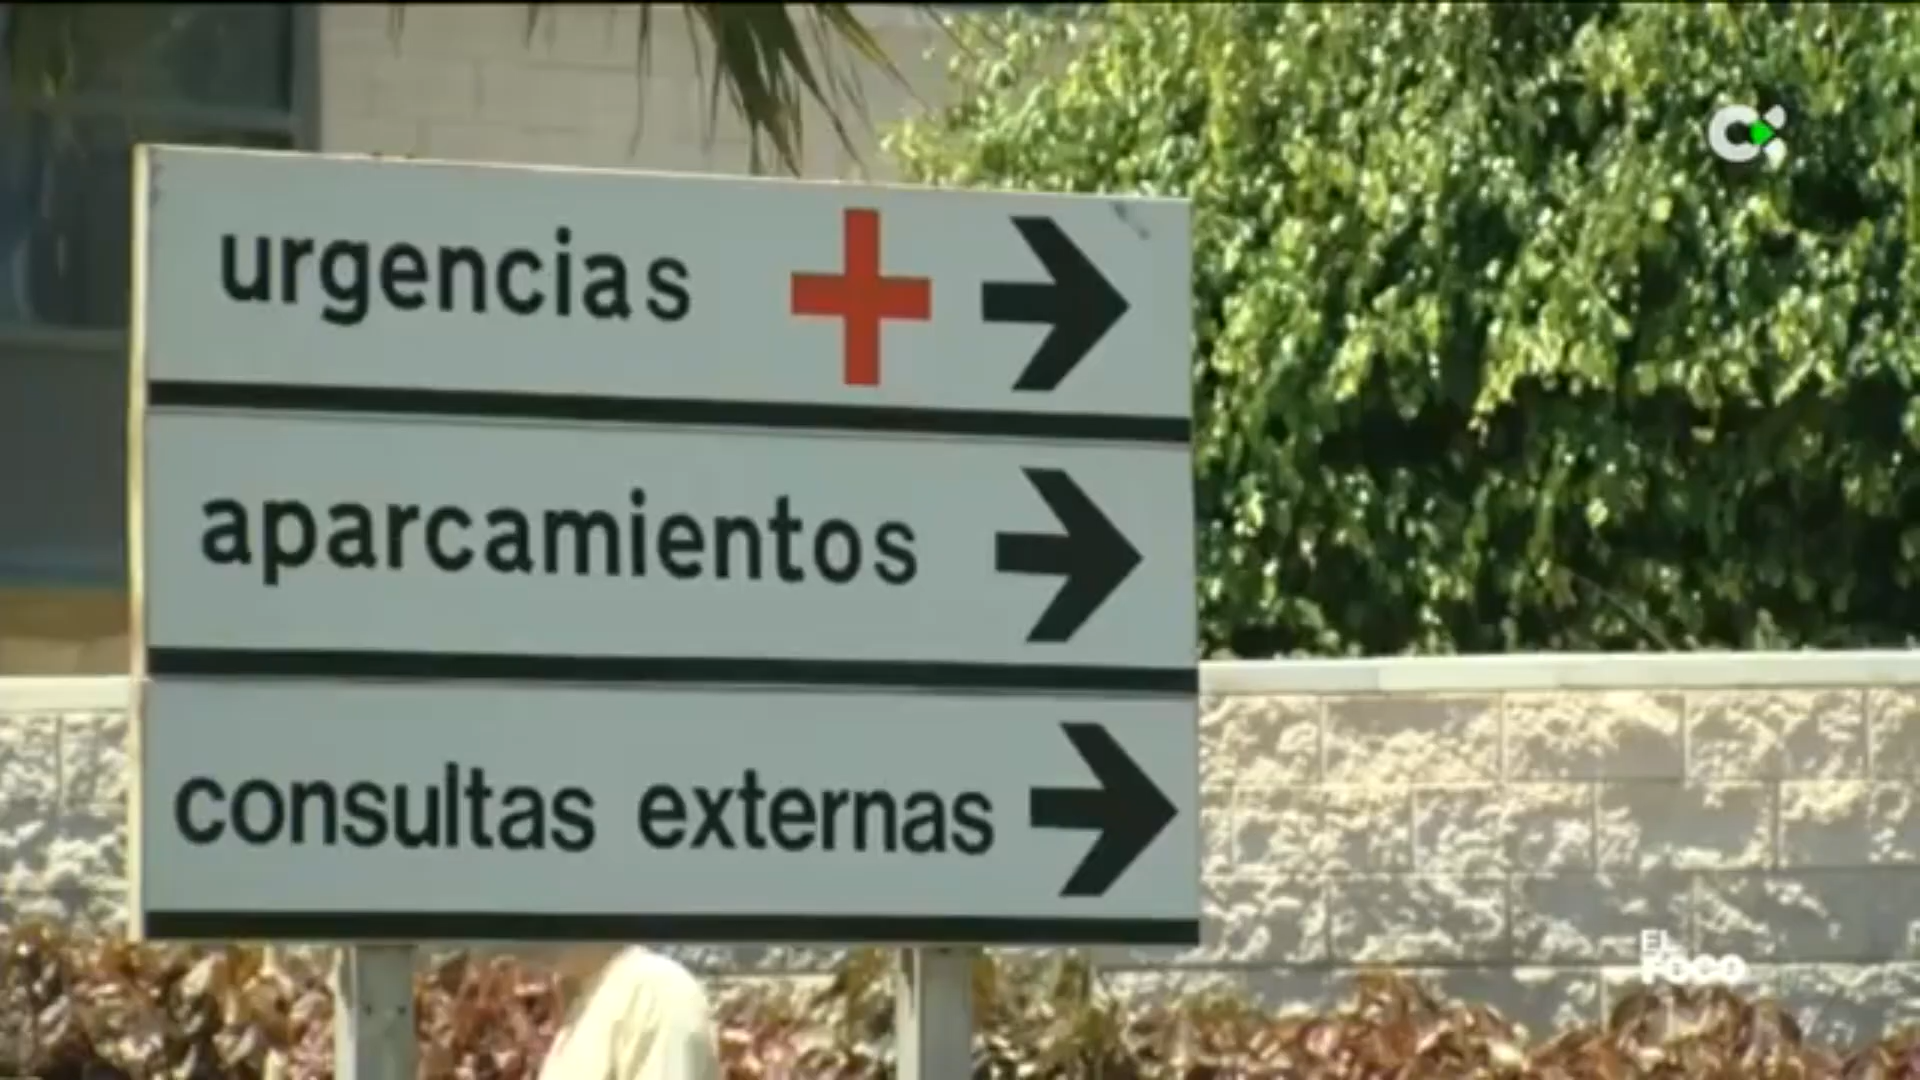 urgencias
aparcamientos
consultas externas
EL
FOCO